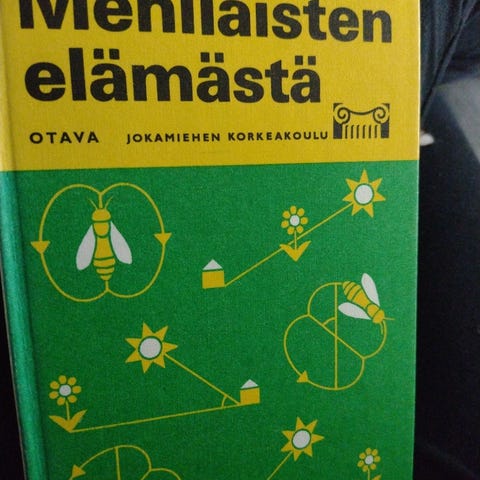 Mehiläisten
elämästä
OTAVA JOKAMIEHEN KORKEAKOULU